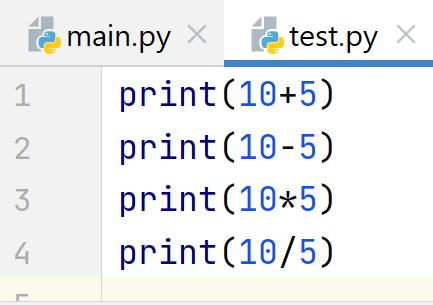 main.py test.py
1 print(10+5)
2 print(10-5)
3 print(10*5)
4 print(10/5)
5